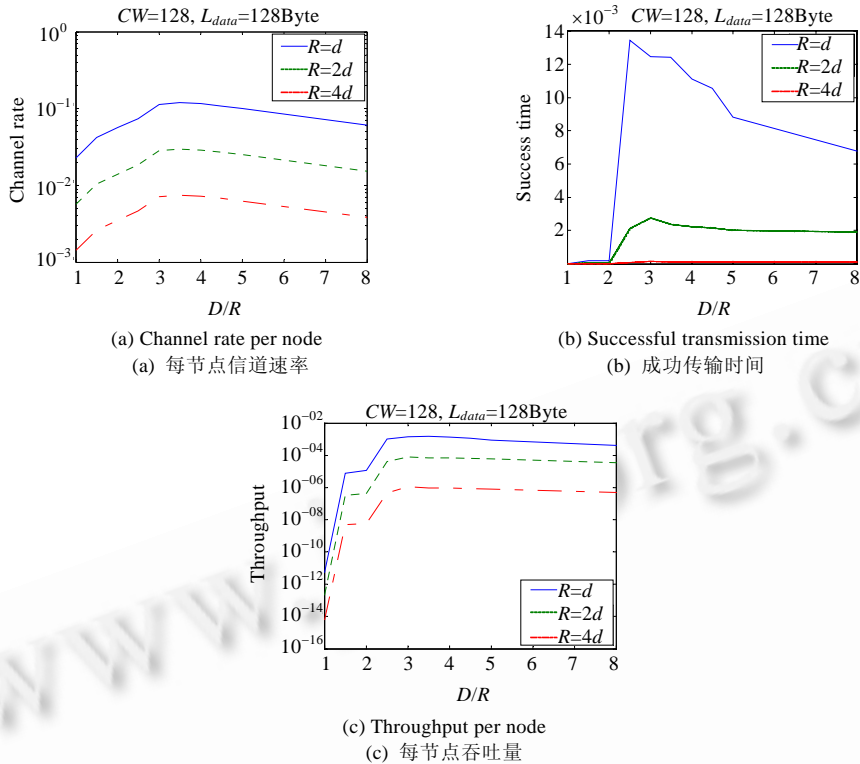 CW=128, L_data=128Byte
10^0
10^−1
10^−2
10^−3
Channel rate
R=d
R=2d
R=4d
1 2 3 4 5 6 7 8
D/R
(a) Channel rate per node
(a) 每节点信道速率
×10^−3
CW=128, L_data=128Byte
14
12
10
8
6
4
2
Success time
R=d
R=2d
R=4d
1 2 3 4 5 6 7 8
D/R
(b) Successful transmission time
(b) 成功传输时间
CW=128, L_data=128Byte
10^−02
10^−04
10^−06
10^−08
10^−10
10^−12
10^−14
10^−16
Throughput
R=d
R=2d
R=4d
1 2 3 4 5 6 7 8
D/R
(c) Throughput per node
(c) 每节点吞吐量